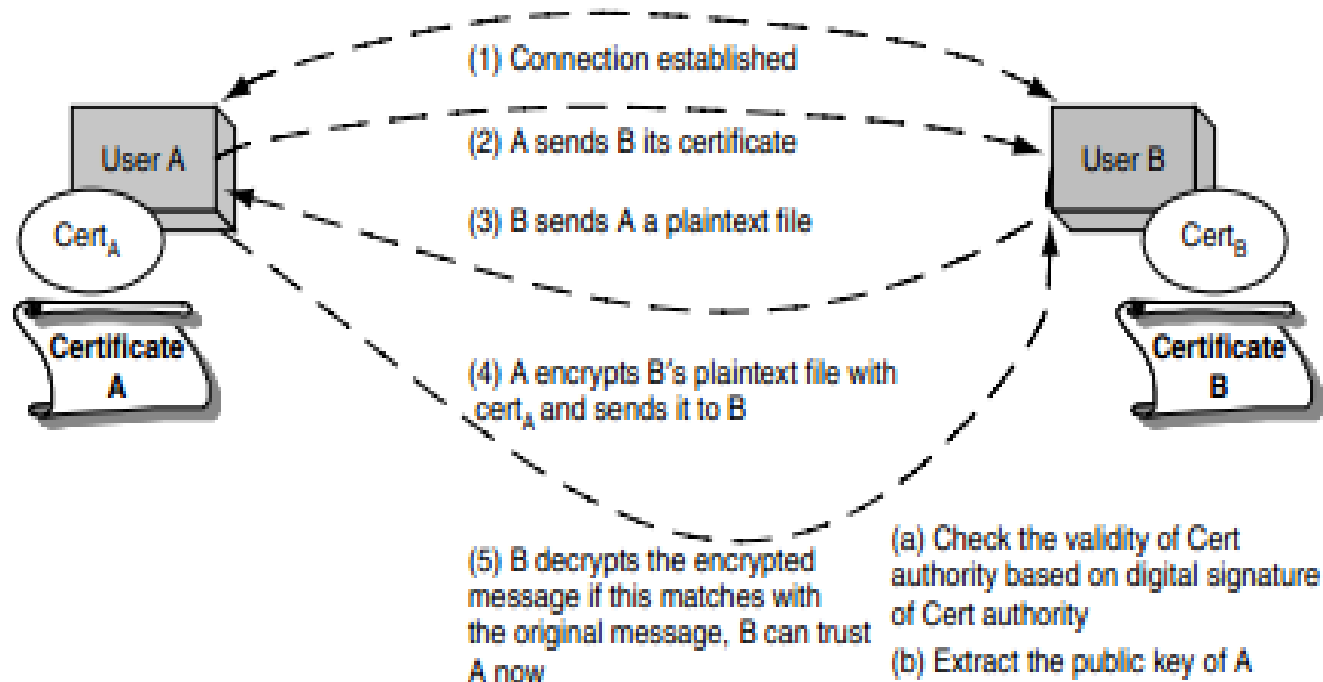 (1) Connection established
User A
(2) A sends B its certificate
User B
Cert_A
(3) B sends A a plaintext file
Cert_B
Certificate
A
Certificate
B
(4) A encrypts B's plaintext file with
cert_A and sends it to B
(5) B decrypts the encrypted
message if this matches with
the original message, B can trust
A now
(a) Check the validity of Cert
authority based on digital signature
of Cert authority
(b) Extract the public key of A